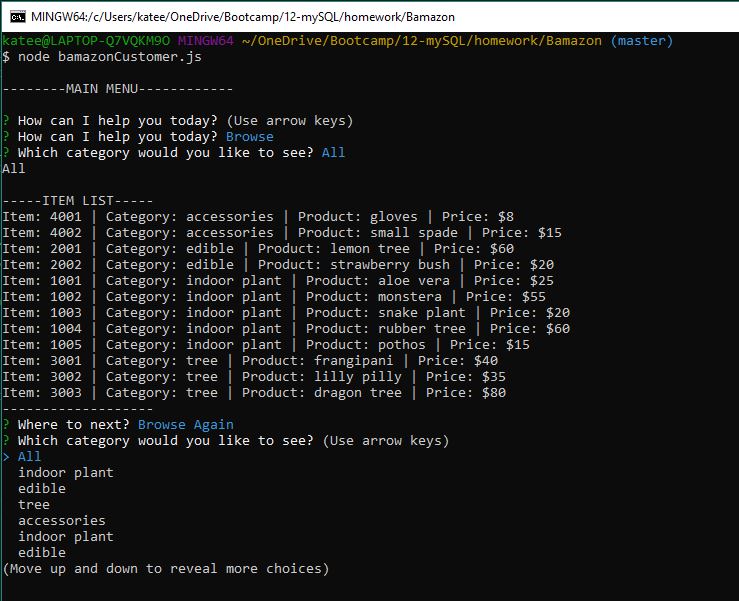 MINGW64:/c/Users/katee/OneDrive/Bootcamp/12-mySQL/homework/Bamazon
katee@LAPTOP-Q7VQKM9O MINGW64 ~/OneDrive/Bootcamp/12-mySQL/homework/Bamazon (master)
$ node bamazonCustomer.js
--------MAIN MENU------------
? How can I help you today? (Use arrow keys)
? How can I help you today? Browse
? Which category would you like to see? All
All
-----ITEM LIST-----
Item: 4001 | Category: accessories | Product: gloves | Price: $8
Item: 4002 | Category: accessories | Product: small spade | Price: $15
Item: 2001 | Category: edible | Product: lemon tree | Price: $60
Item: 2002 | Category: edible | Product: strawberry bush | Price: $20
Item: 1001 | Category: indoor plant | Product: aloe vera | Price: $25
Item: 1002 | Category: indoor plant | Product: monstera | Price: $55
Item: 1003 | Category: indoor plant | Product: snake plant | Price: $20
Item: 1004 | Category: indoor plant | Product: rubber tree | Price: $60
Item: 1005 | Category: indoor plant | Product: pothos | Price: $15
Item: 3001 | Category: tree | Product: frangipani | Price: $40
Item: 3002 | Category: tree | Product: lilly pilly | Price: $35
Item: 3003 | Category: tree | Product: dragon tree | Price: $80
-------------------
? Where to next? Browse Again
? Which category would you like to see? (Use arrow keys)
> All
indoor plant
edible
tree
accessories
indoor plant
edible
(Move up and down to reveal more choices)